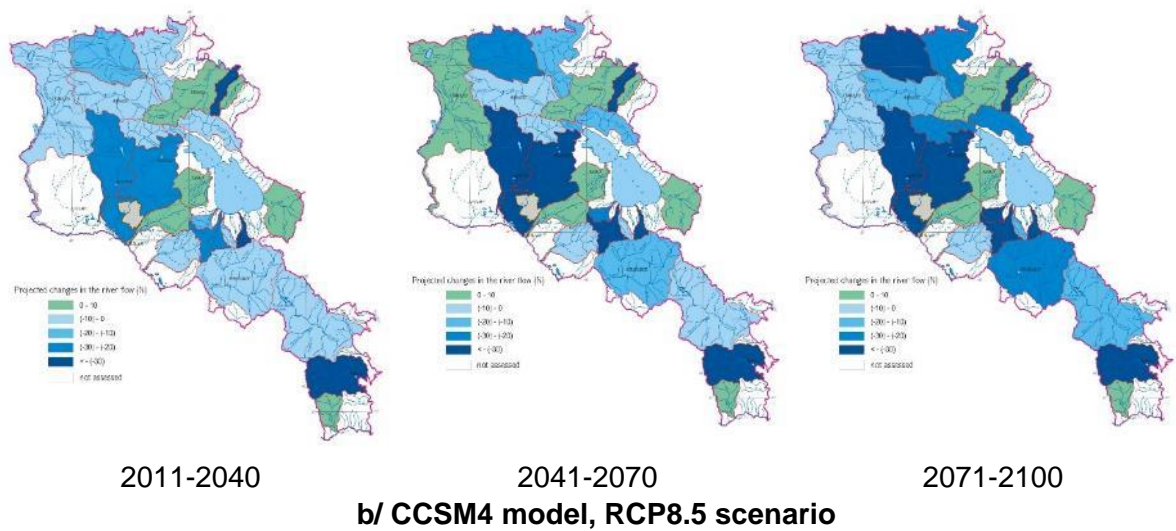 Projected changes in the river flow (%)
0 - 10
(-10) - 0
(-20) - (-10)
(-30) - (-20)
< - (-30)
not assessed
Projected changes in the river flow (%)
0 - 10
(-10) - 0
(-20) - (-10)
(-30) - (-20)
< - (-30)
not assessed
Projected changes in the river flow (%)
0 - 10
(-10) - 0
(-20) - (-10)
(-30) - (-20)
< - (-30)
not assessed
2011-2040
2041-2070
2071-2100
b/ CCSM4 model, RCP8.5 scenario